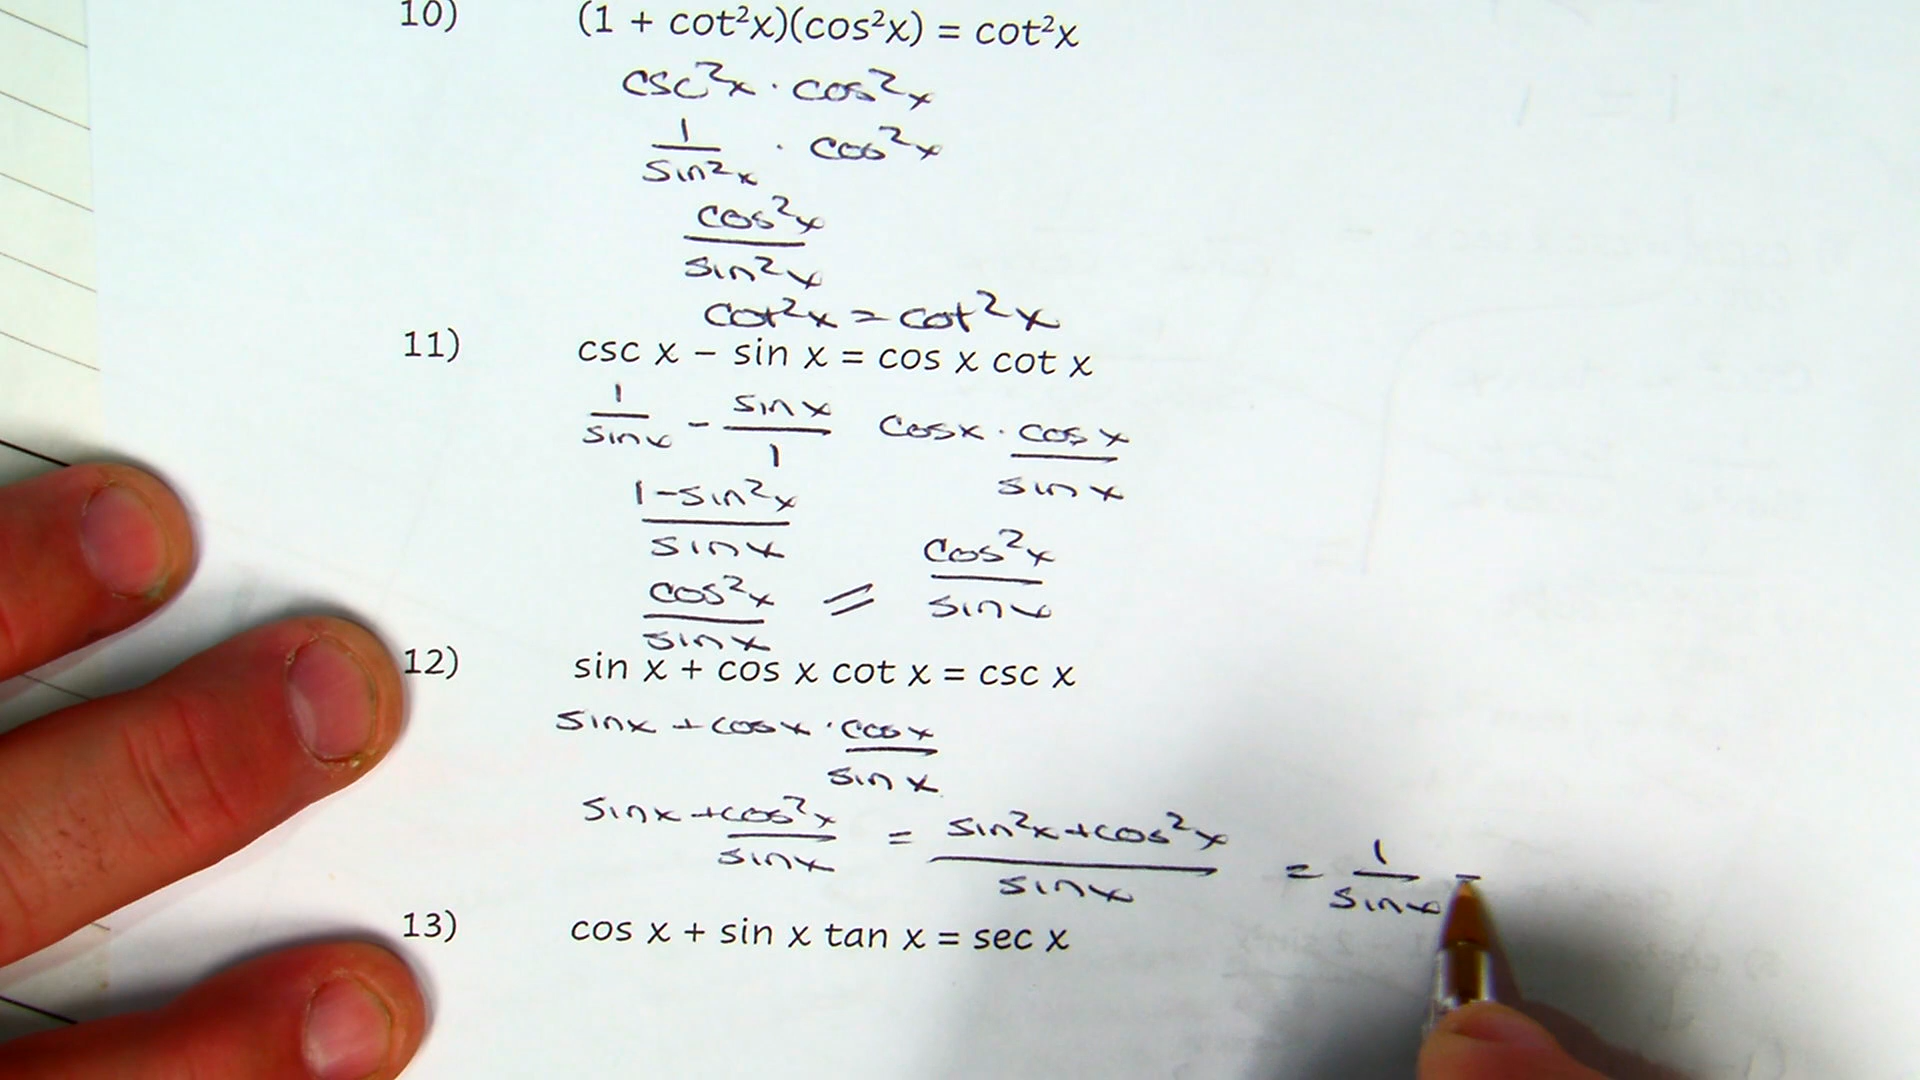 10) (1 + cot²x)(cos²x) = cot²x
csc²x · cos²x
1/sin²x · cos²x
cos²x/sin²x
cot²x = cot²x
11) csc x – sin x = cos x cot x
1/sinx - sinx/1 cosx · cosx/sinx
1-sin²x/sinx
cos²x/sinx = cos²x/sinx
12) sin x + cos x cot x = csc x
sinx + cosx · cosx/sinx
sinx + cos²x/sinx = sin²x+cos²x/sinx = 1/sinx =
13) cos x + sin x tan x = sec x